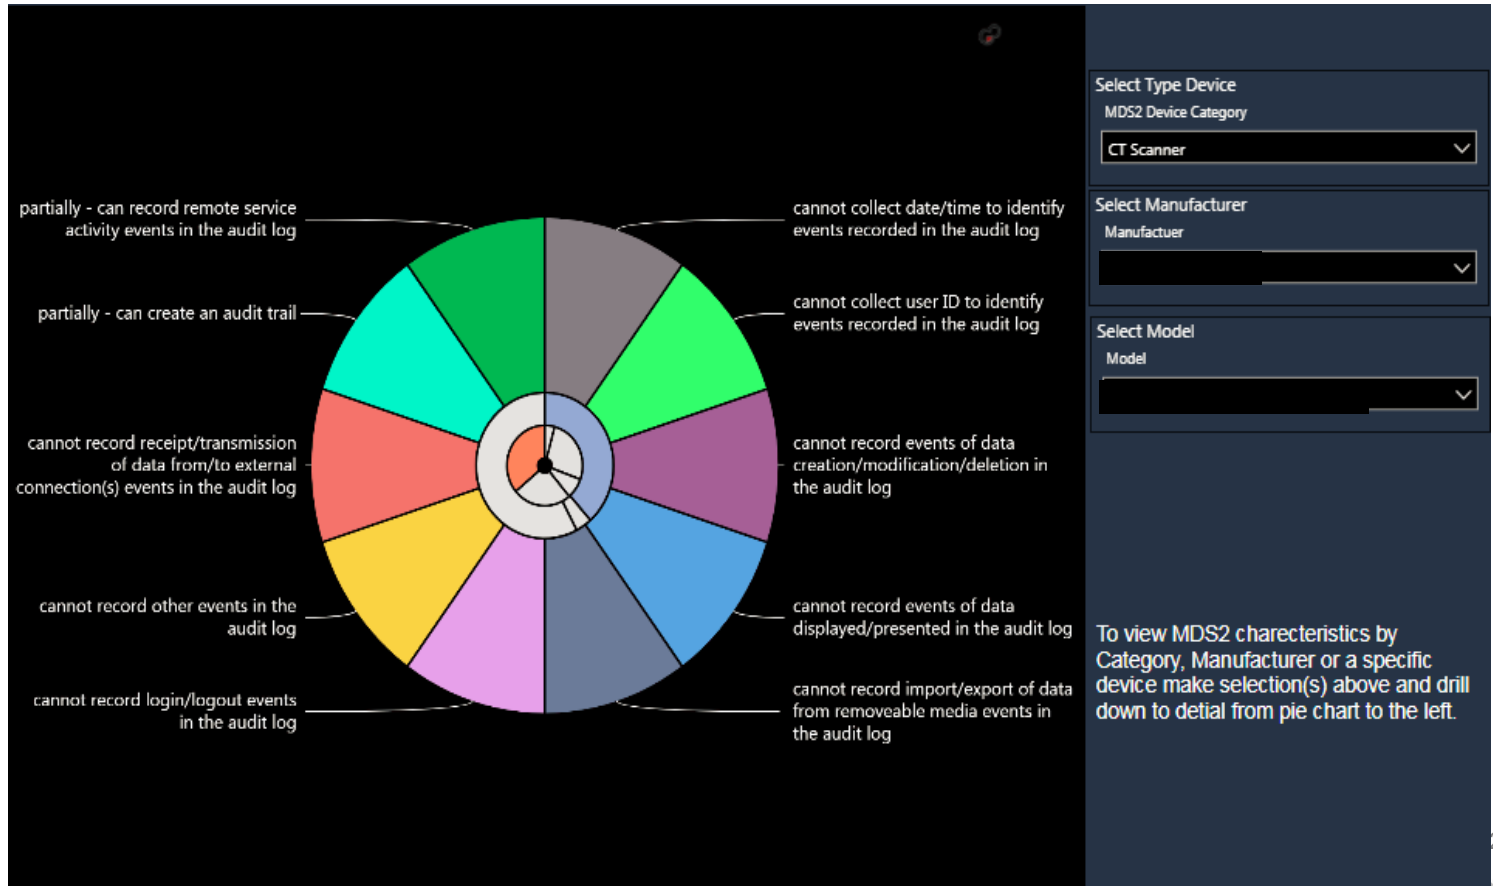 partially - can record remote service
activity events in the audit log
partially - can create an audit trail
cannot record receipt/transmission
of data from/to external
connection(s) events in the audit log
cannot record other events in the
audit log
cannot record login/logout events
in the audit log
cannot collect date/time to identify
events recorded in the audit log
cannot collect user ID to identify
events recorded in the audit log
cannot record events of data
creation/modification/deletion in
the audit log
cannot record events of data
displayed/presented in the audit log
cannot record import/export of data
from removeable media events in
the audit log
Select Type Device
MDS2 Device Category
CT Scanner
Select Manufacturer
Manufactuer
Select Model
Model
To view MDS2 charecteristics by
Category, Manufacturer or a specific
device make selection(s) above and drill
down to detial from pie chart to the left.